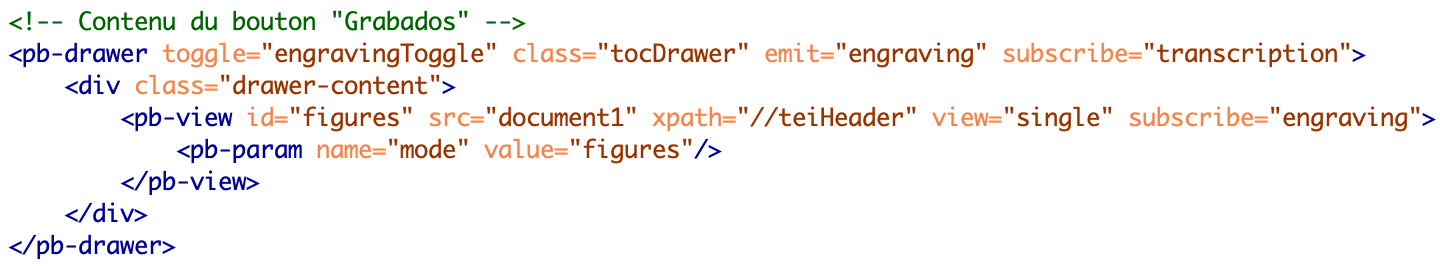 <!-- Contenu du bouton "Grabados" -->
<pb-drawer toggle="engravingToggle" class="tocDrawer" emit="engraving" subscribe="transcription">
    <div class="drawer-content">
        <pb-view id="figures" src="document1" xpath="//teiHeader" view="single" subscribe="engraving">
            <pb-param name="mode" value="figures"/>
        </pb-view>
    </div>
</pb-drawer>